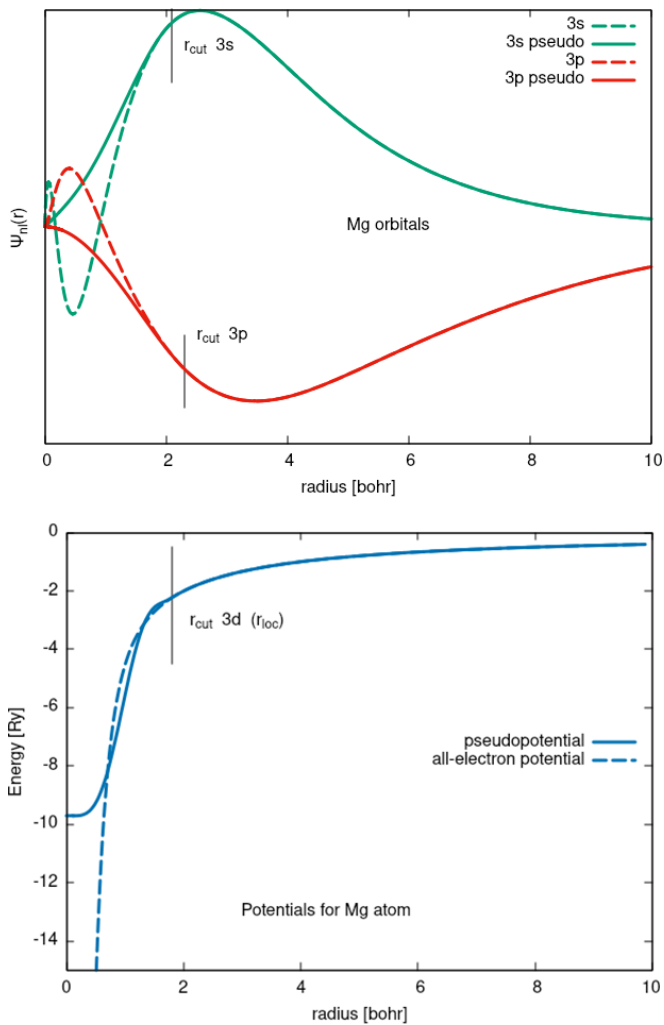 3s
3s pseudo
3p
3p pseudo
r_cut 3s
Ψ_nl(r)
Mg orbitals
r_cut 3p
0 2 4 6 8 10
radius [bohr]
0
-2
-4
-6
-8
-10
-12
-14
Energy [Ry]
r_cut 3d (r_loc)
pseudopotential
all-electron potential
Potentials for Mg atom
0 2 4 6 8 10
radius [bohr]